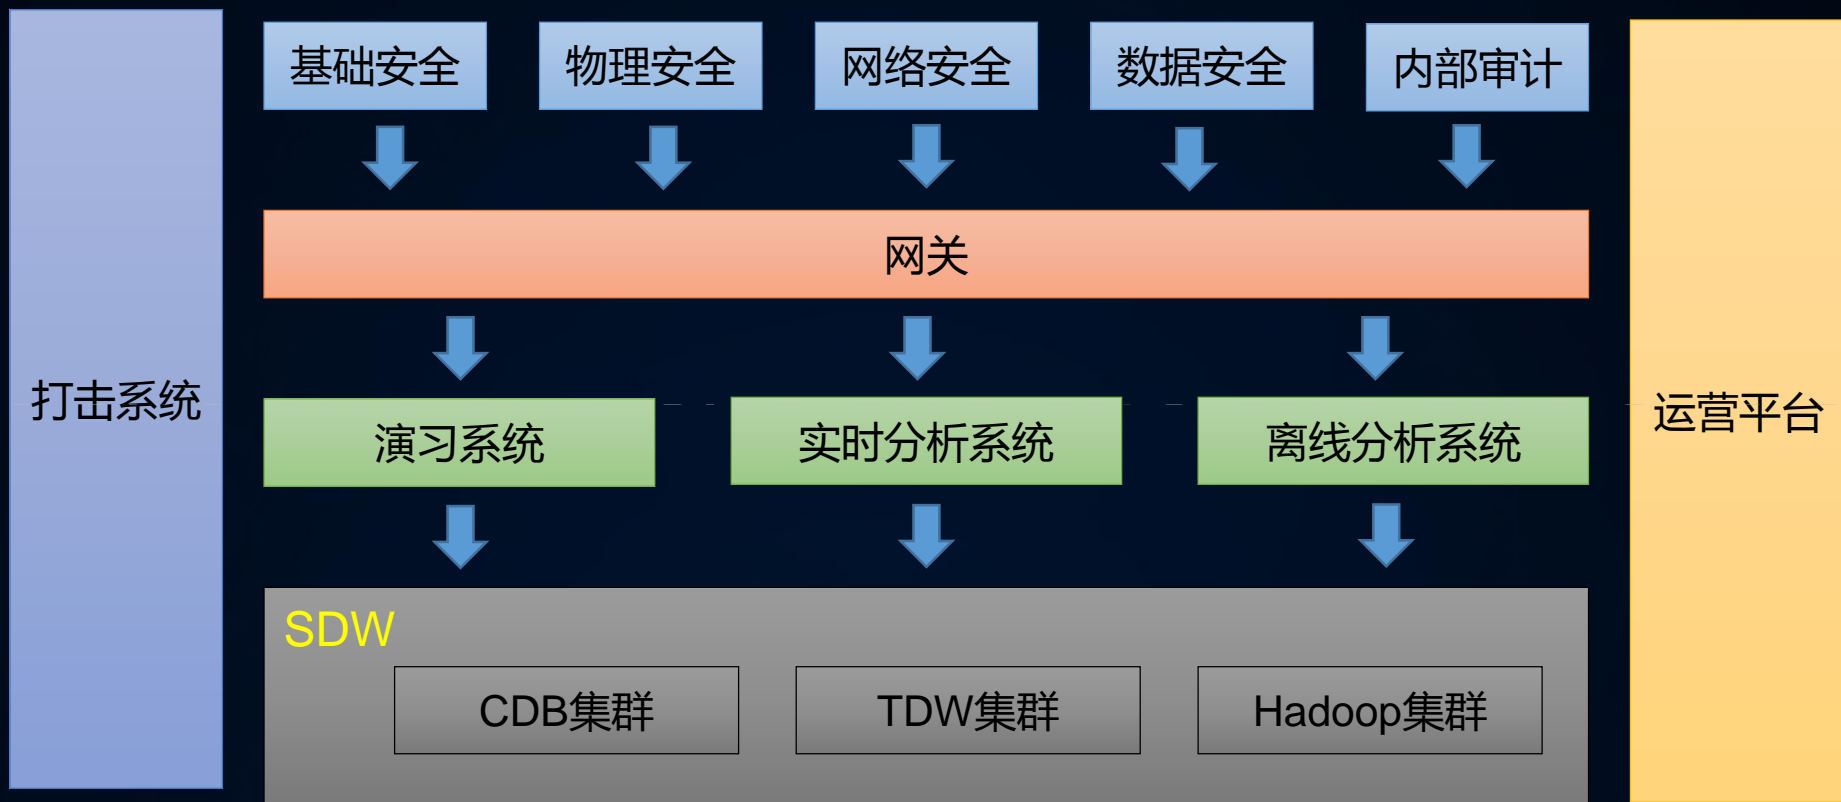 打击系统
基础安全
物理安全
网络安全
数据安全
内部审计
网关
演习系统
实时分析系统
离线分析系统
SDW
CDB集群
TDW集群
Hadoop集群
运营平台